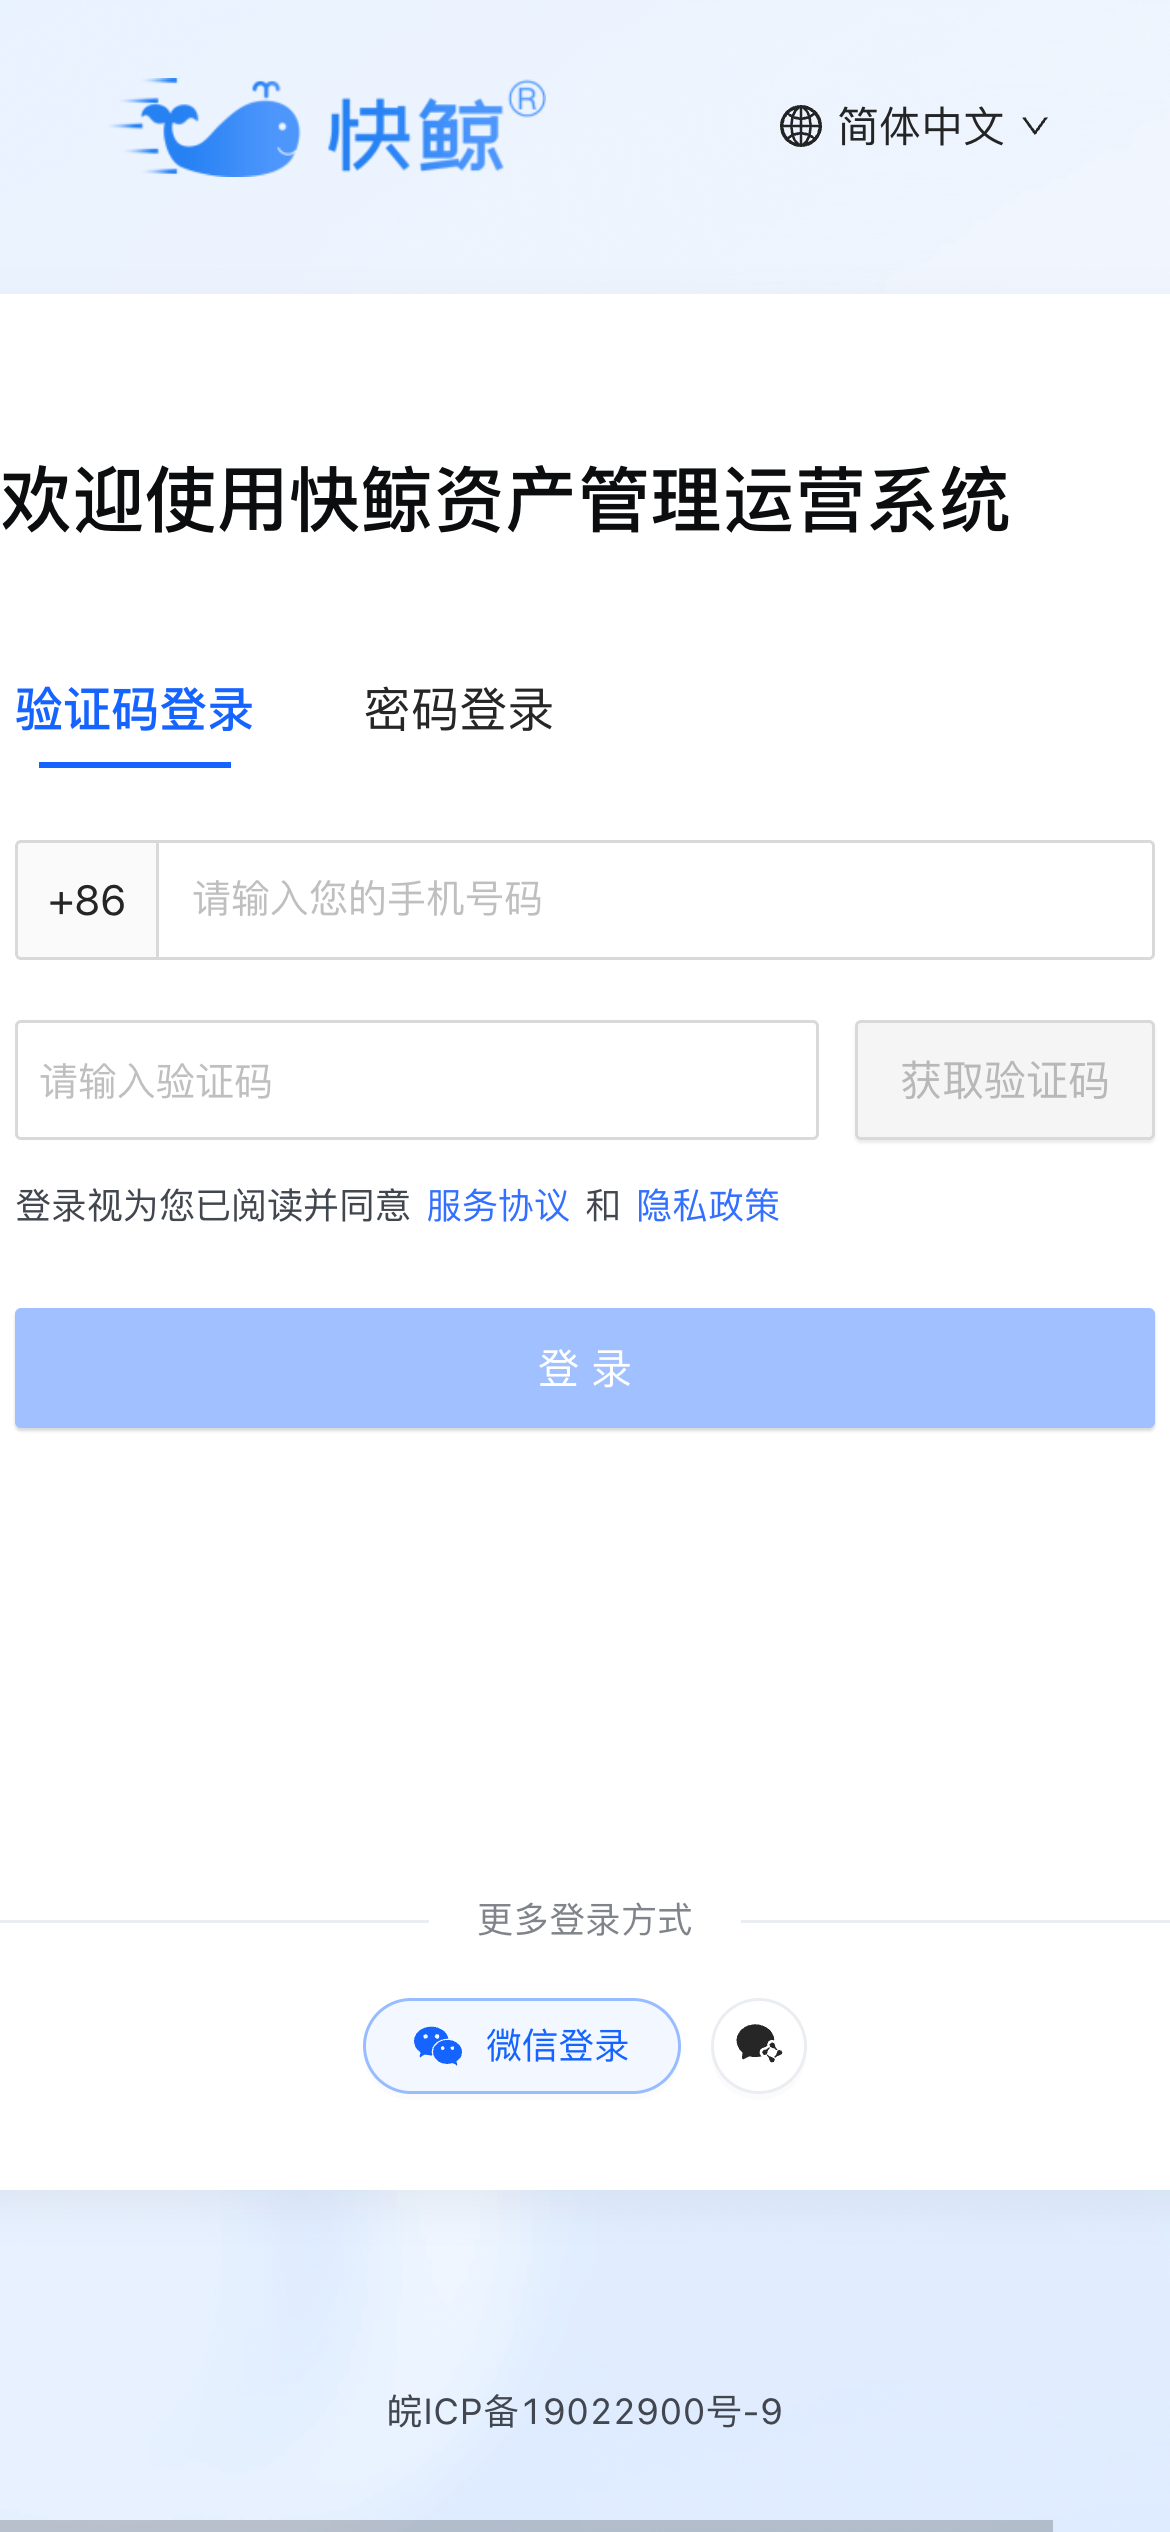 快鲸®
简体中文
欢迎使用快鲸资产管理运营系统
验证码登录 密码登录
+86 请输入您的手机号码
请输入验证码 获取验证码
登录视为您已阅读并同意 服务协议 和 隐私政策
登 录
更多登录方式
微信登录
皖ICP备19022900号-9